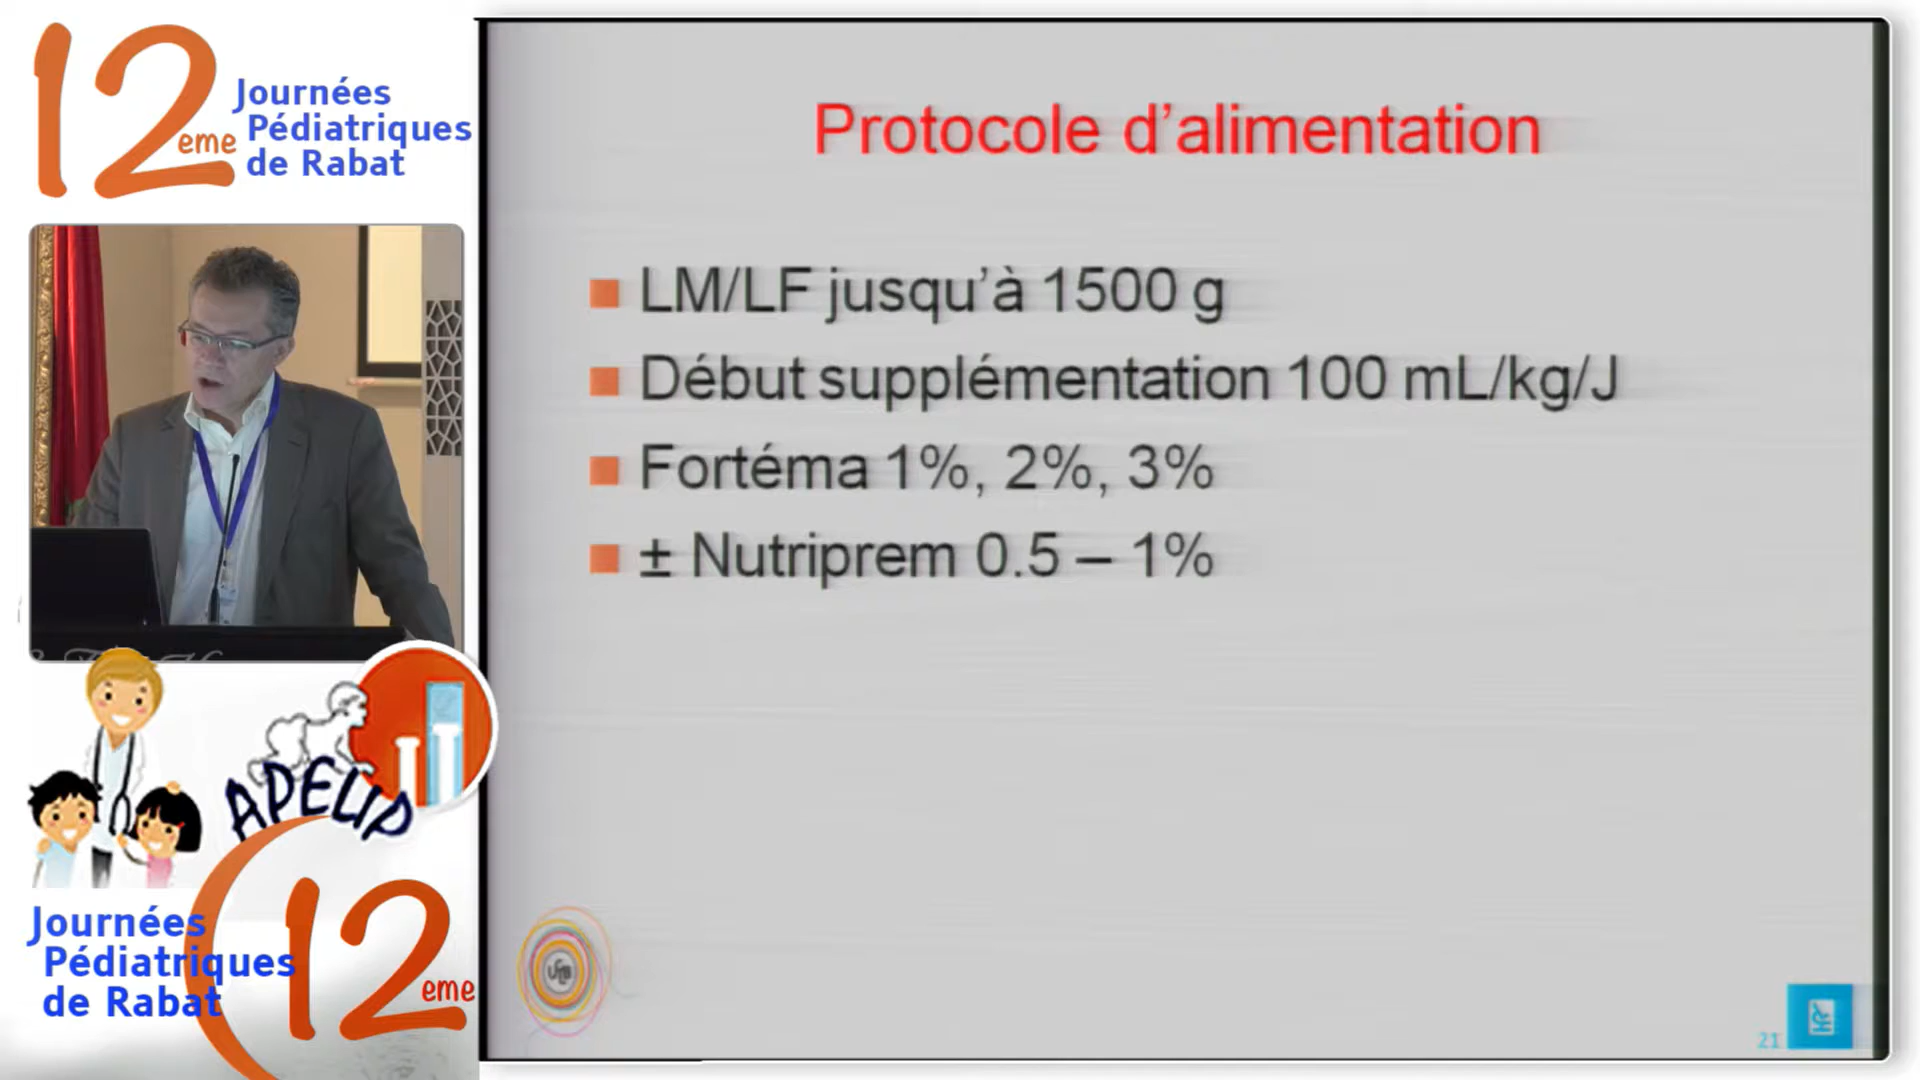 12eme
Journées
Pédiatriques
de Rabat
Protocole d'alimentation
LM/LF jusqu'à 1500 g
Début supplémentation 100 mL/kg/J
Fortéma 1%, 2%, 3%
± Nutriprem 0.5 – 1%
APELIP
Journées
Pédiatriques
de Rabat
12eme
21